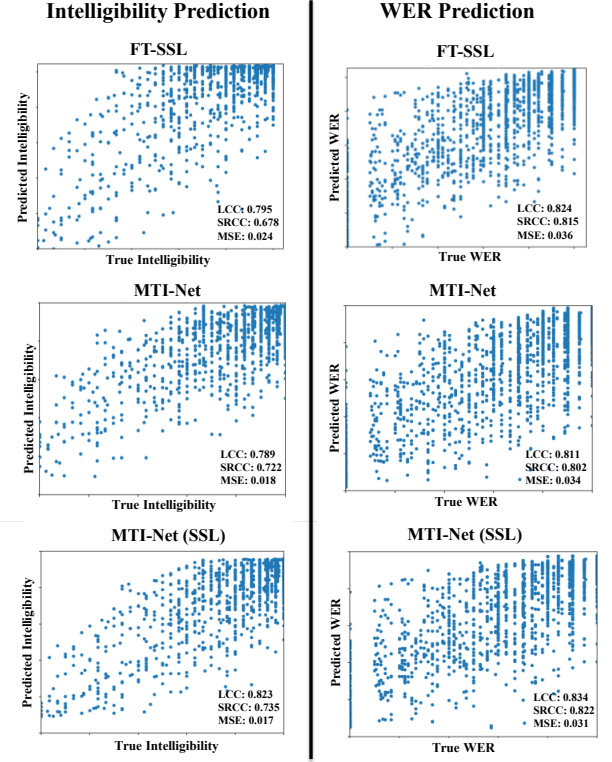 Intelligibility Prediction
FT-SSL
Predicted Intelligibility
LCC: 0.795
SRCC: 0.678
MSE: 0.024
True Intelligibility
MTI-Net
Predicted Intelligibility
LCC: 0.789
SRCC: 0.722
MSE: 0.018
True Intelligibility
MTI-Net (SSL)
Predicted Intelligibility
LCC: 0.823
SRCC: 0.735
MSE: 0.017
True Intelligibility
WER Prediction
FT-SSL
Predicted WER
LCC: 0.824
SRCC: 0.815
MSE: 0.036
True WER
MTI-Net
Predicted WER
LCC: 0.811
SRCC: 0.802
MSE: 0.034
True WER
MTI-Net (SSL)
Predicted WER
LCC: 0.834
SRCC: 0.822
MSE: 0.031
True WER